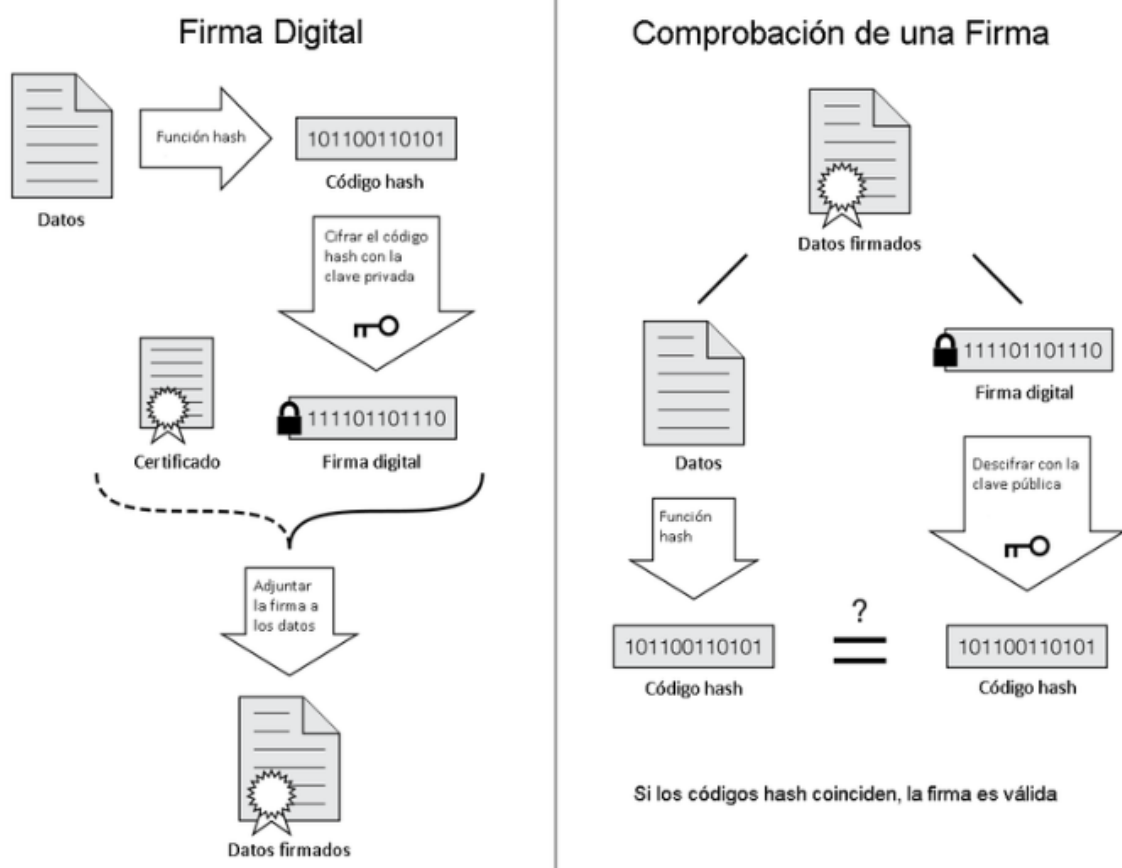 Firma Digital
Datos
Función hash
101100110101
Código hash
Cifrar el código
hash con la
clave privada
Certificado
111101101110
Firma digital
Adjuntar
la firma a
los datos
Datos firmados
Comprobación de una Firma
Datos firmados
Datos
111101101110
Firma digital
Función
hash
Descifrar con la
clave pública
101100110101
Código hash
?
101100110101
Código hash
Si los códigos hash coinciden, la firma es válida